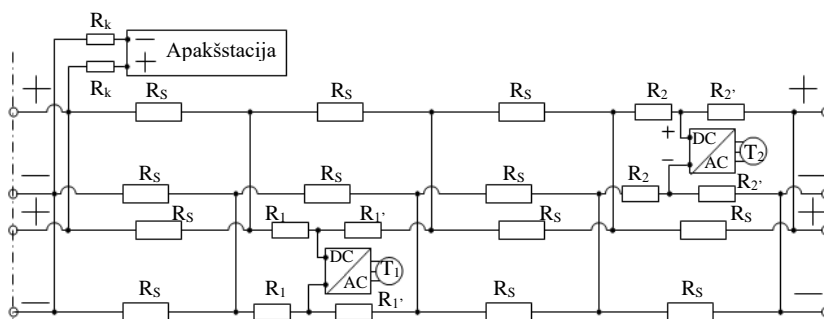 Rk
− Apakšstacija
+
Rk
+ RS RS RS R2 R2' +
+ DC
AC T2
−
− RS RS RS R2 R2' −
+ RS R1 R1' RS RS +
DC
AC T1
− RS R1 R1' RS RS −